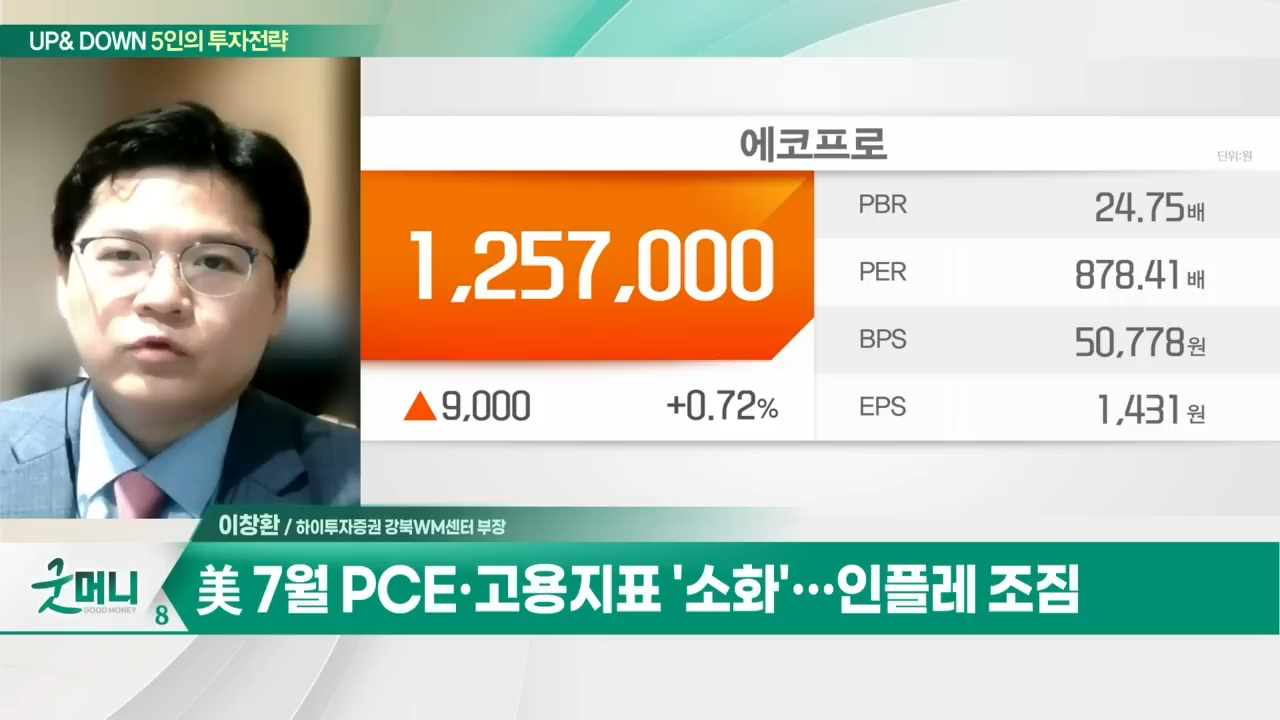 UP& DOWN 5인의 투자전략
에코프로
단위:원
1,257,000
▲9,000 +0.72%
PBR 24.75배
PER 878.41배
BPS 50,778원
EPS 1,431원
이창환 / 하이투자증권 강북WM센터 부장
굿머니
GOOD MONEY
8
美 7월 PCE·고용지표 '소화'…인플레 조짐